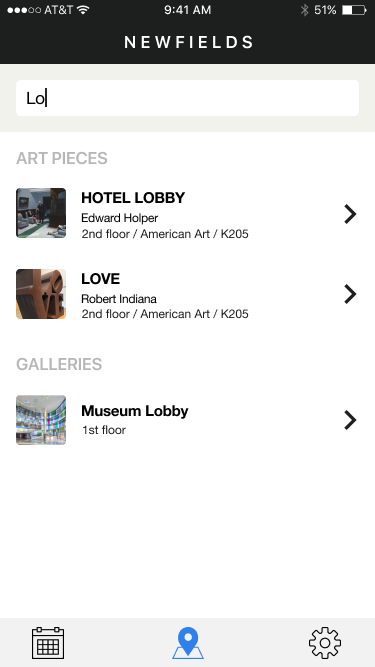 AT&T 9:41 AM 51%
NEWFIELDS
Lo
ART PIECES
HOTEL LOBBY
Edward Holper
2nd floor / American Art / K205
LOVE
Robert Indiana
2nd floor / American Art / K205
GALLERIES
Museum Lobby
1st floor